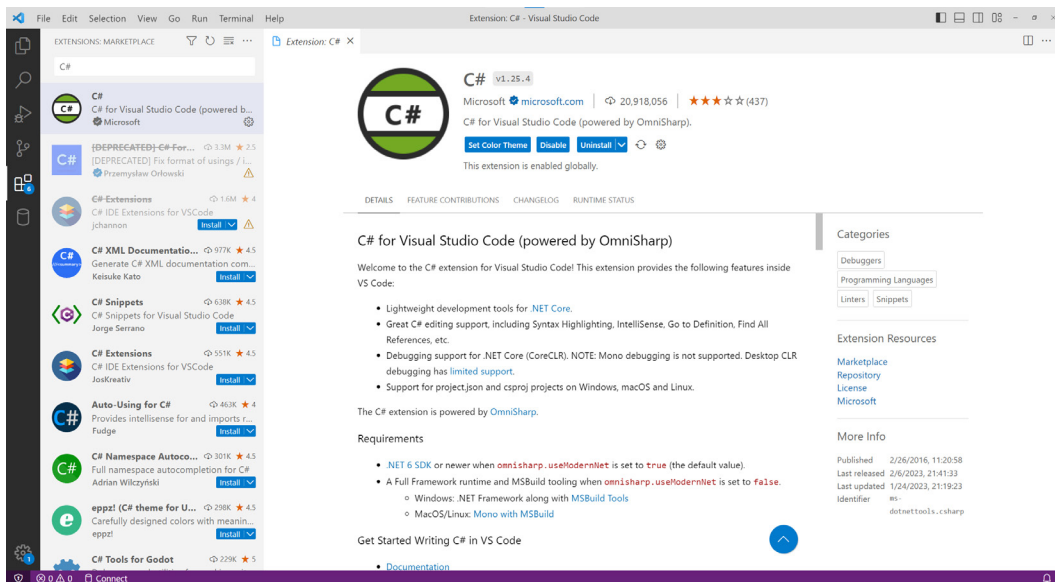 File Edit Selection View Go Run Terminal Help
Extension: C# - Visual Studio Code
EXTENSIONS: MARKETPLACE
C#
C#
C#
C# for Visual Studio Code (powered b...
Microsoft
C#
[DEPRECATED] C# For... 3.3M ★ 2.5
[DEPRECATED] Fix format of usings / i...
Przemysław Orłowski
C# Extensions 1.6M ★ 4
C# IDE Extensions for VSCode
jchannon Install
C#
C# XML Documentatio... 977K ★ 4.5
Generate C# XML documentation com...
Keisuke Kato Install
C# Snippets 638K ★ 4.5
C# Snippets for Visual Studio Code
Jorge Serrano Install
C# Extensions 551K ★ 4.5
C# IDE Extensions for VSCode
JosKreativ Install
C#
Auto-Using for C# 463K ★ 4
Provides intellisense for and imports r...
Fudge Install
C#
C# Namespace Autoco... 301K ★ 4.5
Full namespace autocompletion for C#
Adrian Wilczyński Install
e
eppz! (C# theme for U... 298K ★ 4.5
Carefully designed colors with meanin...
eppz! Install
C# Tools for Godot 229K ★ 5
6
1
0 0 Connect
Extension: C#
C#
C# v1.25.4
Microsoft microsoft.com | 20,918,056 | ★★★☆☆(437)
C# for Visual Studio Code (powered by OmniSharp).
Set Color Theme Disable Uninstall
This extension is enabled globally.
DETAILS FEATURE CONTRIBUTIONS CHANGELOG RUNTIME STATUS
C# for Visual Studio Code (powered by OmniSharp)
Welcome to the C# extension for Visual Studio Code! This extension provides the following features inside
VS Code:
• Lightweight development tools for .NET Core.
• Great C# editing support, including Syntax Highlighting, IntelliSense, Go to Definition, Find All
References, etc.
• Debugging support for .NET Core (CoreCLR). NOTE: Mono debugging is not supported. Desktop CLR
debugging has limited support.
• Support for project.json and csproj projects on Windows, macOS and Linux.
The C# extension is powered by OmniSharp.
Requirements
• .NET 6 SDK or newer when omnisharp.useModernNet is set to true (the default value).
• A Full Framework runtime and MSBuild tooling when omnisharp.useModernNet is set to false.
Windows: .NET Framework along with MSBuild Tools
MacOS/Linux: Mono with MSBuild
Get Started Writing C# in VS Code
• Documentation
Categories
Debuggers
Programming Languages
Linters Snippets
Extension Resources
Marketplace
Repository
License
Microsoft
More Info
Published 2/26/2016, 11:20:58
Last released 2/6/2023, 21:41:33
Last updated 1/24/2023, 21:19:23
Identifier ms-
dotnettools.csharp